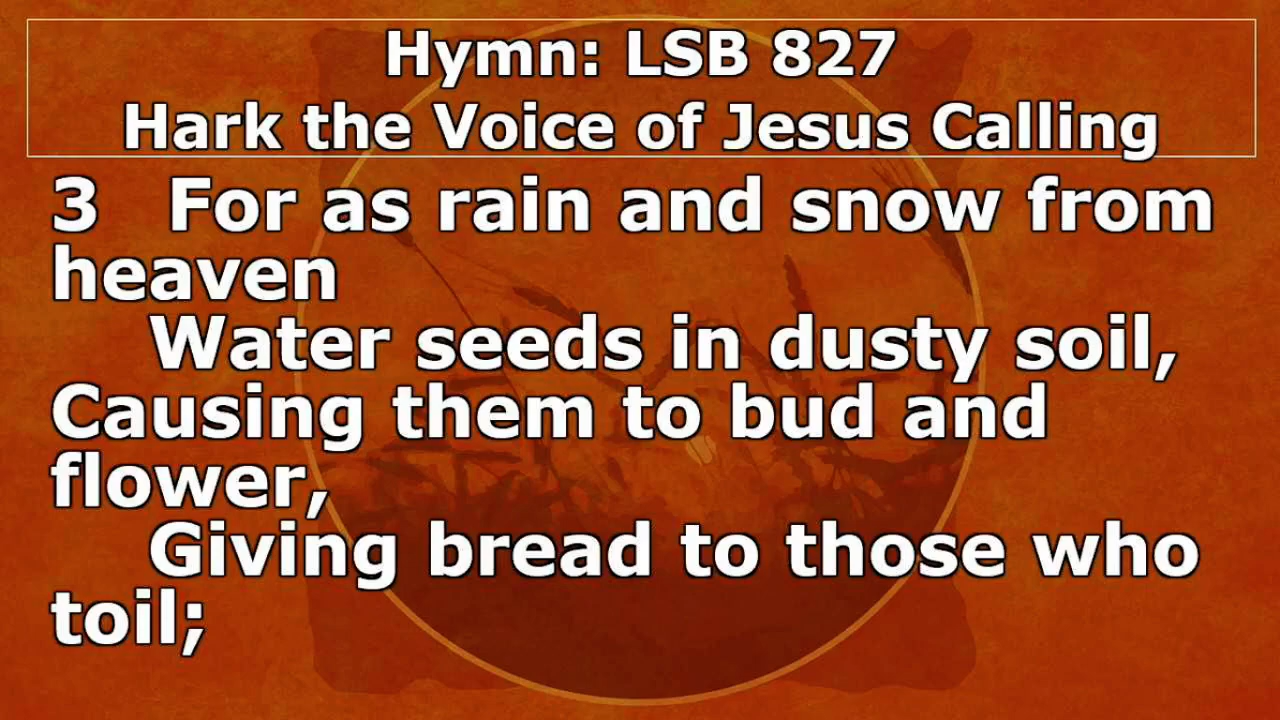 Hymn: LSB 827
Hark the Voice of Jesus Calling
3 For as rain and snow from
heaven
Water seeds in dusty soil,
Causing them to bud and
flower,
Giving bread to those who
toil;